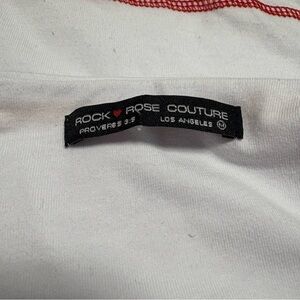 ROCK ♥ ROSE COUTURE
PROVERBS 3:5 LOS ANGELES M